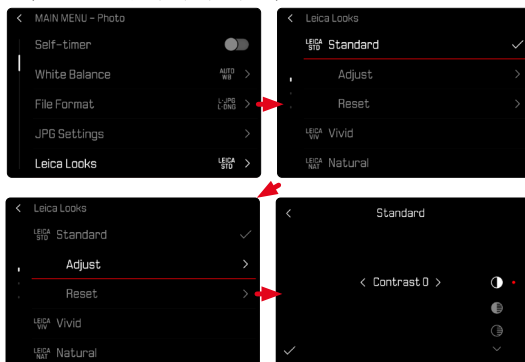 MAIN MENU - Photo
Self-timer
White Balance AUTO WB
File Format L-JPG L-DNG
JPG Settings
Leica Looks LEICA STD
Leica Looks
LEICA STD Standard
Adjust
Reset
LEICA VIV Vivid
LEICA NAT Natural
Leica Looks
LEICA STD Standard
Adjust
Reset
LEICA VIV Vivid
LEICA NAT Natural
Standard
< Contrast 0 >